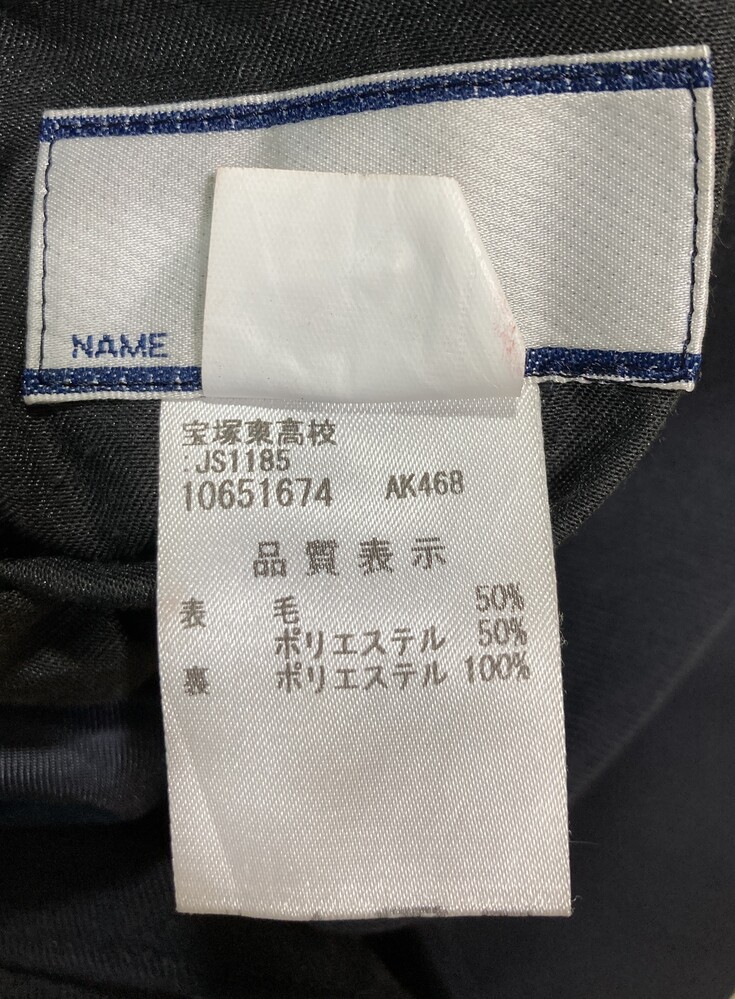 NAME
宝塚東高校
:JS1185
10651674 AK468
品質表示
表 毛 50%
ポリエステル 50%
裏 ポリエステル 100%